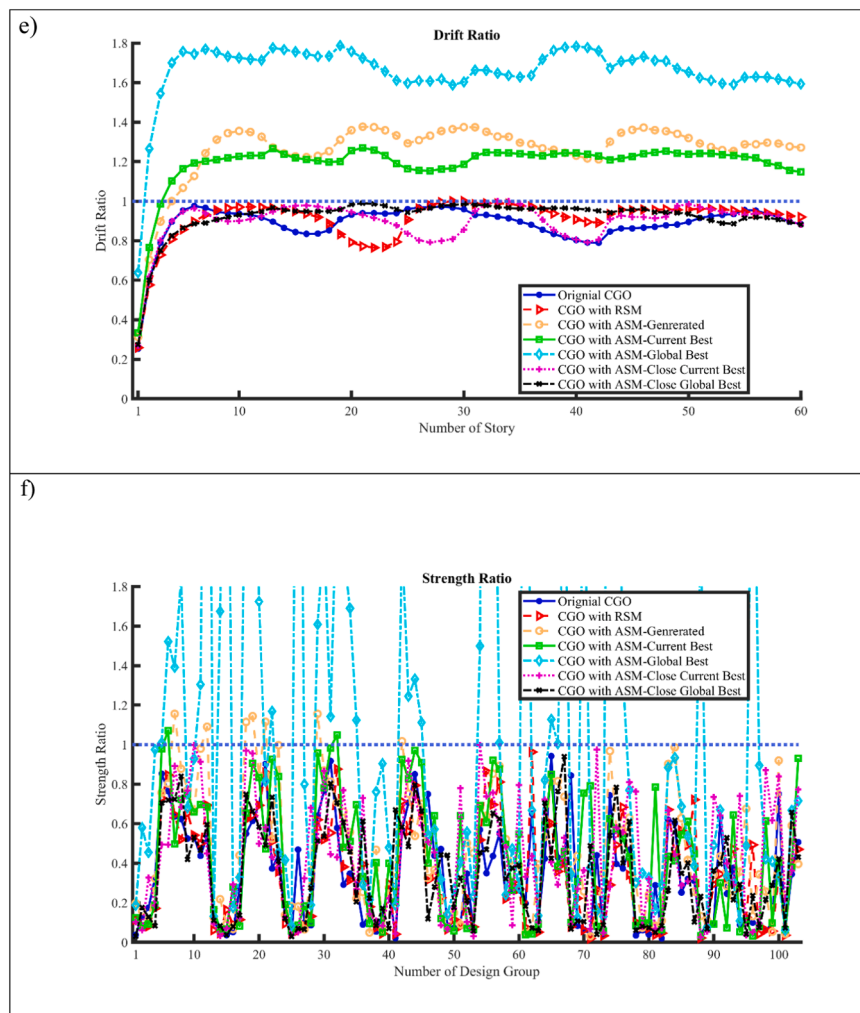 e)
Drift Ratio
1.8
1.6
1.4
1.2
1
0.8
0.6
0.4
0.2
0
Drift Ratio
Orignial CGO
CGO with RSM
CGO with ASM-Genrerated
CGO with ASM-Current Best
CGO with ASM-Global Best
CGO with ASM-Close Current Best
CGO with ASM-Close Global Best
1 10 20 30 40 50 60
Number of Story
f)
Strength Ratio
1.8
1.6
1.4
1.2
1
0.8
0.6
0.4
0.2
0
Strength Ratio
Orignial CGO
CGO with RSM
CGO with ASM-Genrerated
CGO with ASM-Current Best
CGO with ASM-Global Best
CGO with ASM-Close Current Best
CGO with ASM-Close Global Best
1 10 20 30 40 50 60 70 80 90 100
Number of Design Group